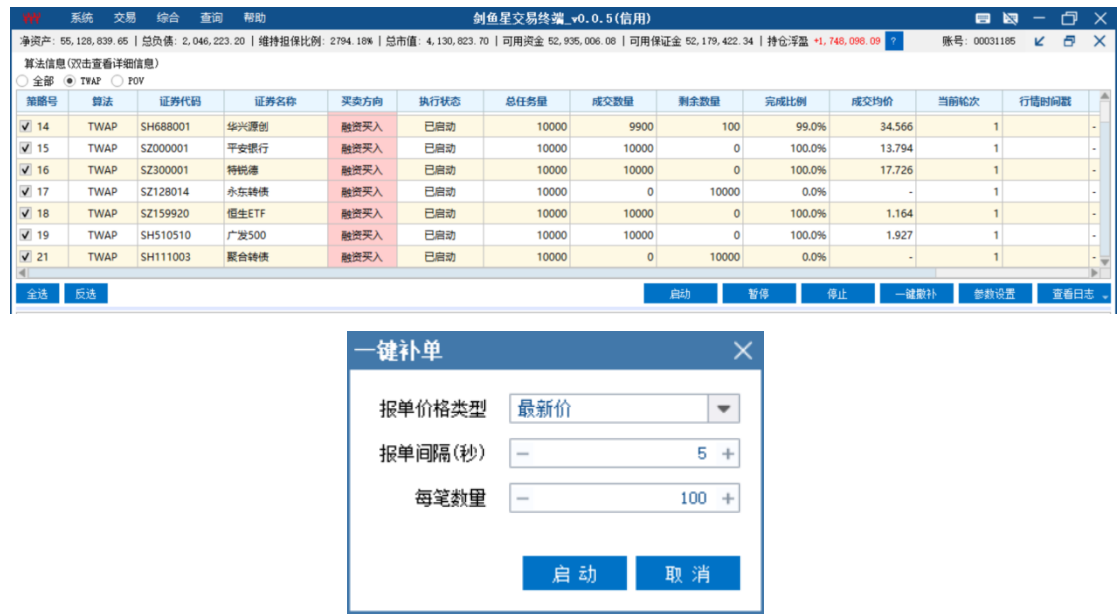 系统 交易 综合 查询 帮助 剑鱼星交易终端_v0.0.5(信用)
净资产: 55,128,839.65 | 总负债: 2,046,223.20 | 维持担保比例: 2794.18% | 总市值: 4,130,823.70 | 可用资金 52,935,006.08 | 可用保证金 52,179,422.34 | 持仓浮盈 +1,748,098.09 ? 账号: 00031185
算法信息(双击查看详细信息)
全部 TWAP POV
策略号 算法 证券代码 证券名称 买卖方向 执行状态 总任务量 成交数量 剩余数量 完成比例 成交均价 当前轮次 行情时间戳
14 TWAP SH688001 华兴源创 融资买入 已启动 10000 9900 100 99.0% 34.566 1 -
15 TWAP SZ000001 平安银行 融资买入 已启动 10000 10000 0 100.0% 13.794 1 -
16 TWAP SZ300001 特锐德 融资买入 已启动 10000 10000 0 100.0% 17.726 1 -
17 TWAP SZ128014 永东转债 融资买入 已启动 10000 0 10000 0.0% - 1 -
18 TWAP SZ159920 恒生ETF 融资买入 已启动 10000 10000 0 100.0% 1.164 1 -
19 TWAP SH510510 广发500 融资买入 已启动 10000 10000 0 100.0% 1.927 1 -
21 TWAP SH111003 聚合转债 融资买入 已启动 10000 0 10000 0.0% - 1 -
全选 反选 启动 暂停 停止 一键撤补 参数设置 查看日志
一键补单
报单价格类型 最新价
报单间隔(秒) 5
每笔数量 100
启动 取消